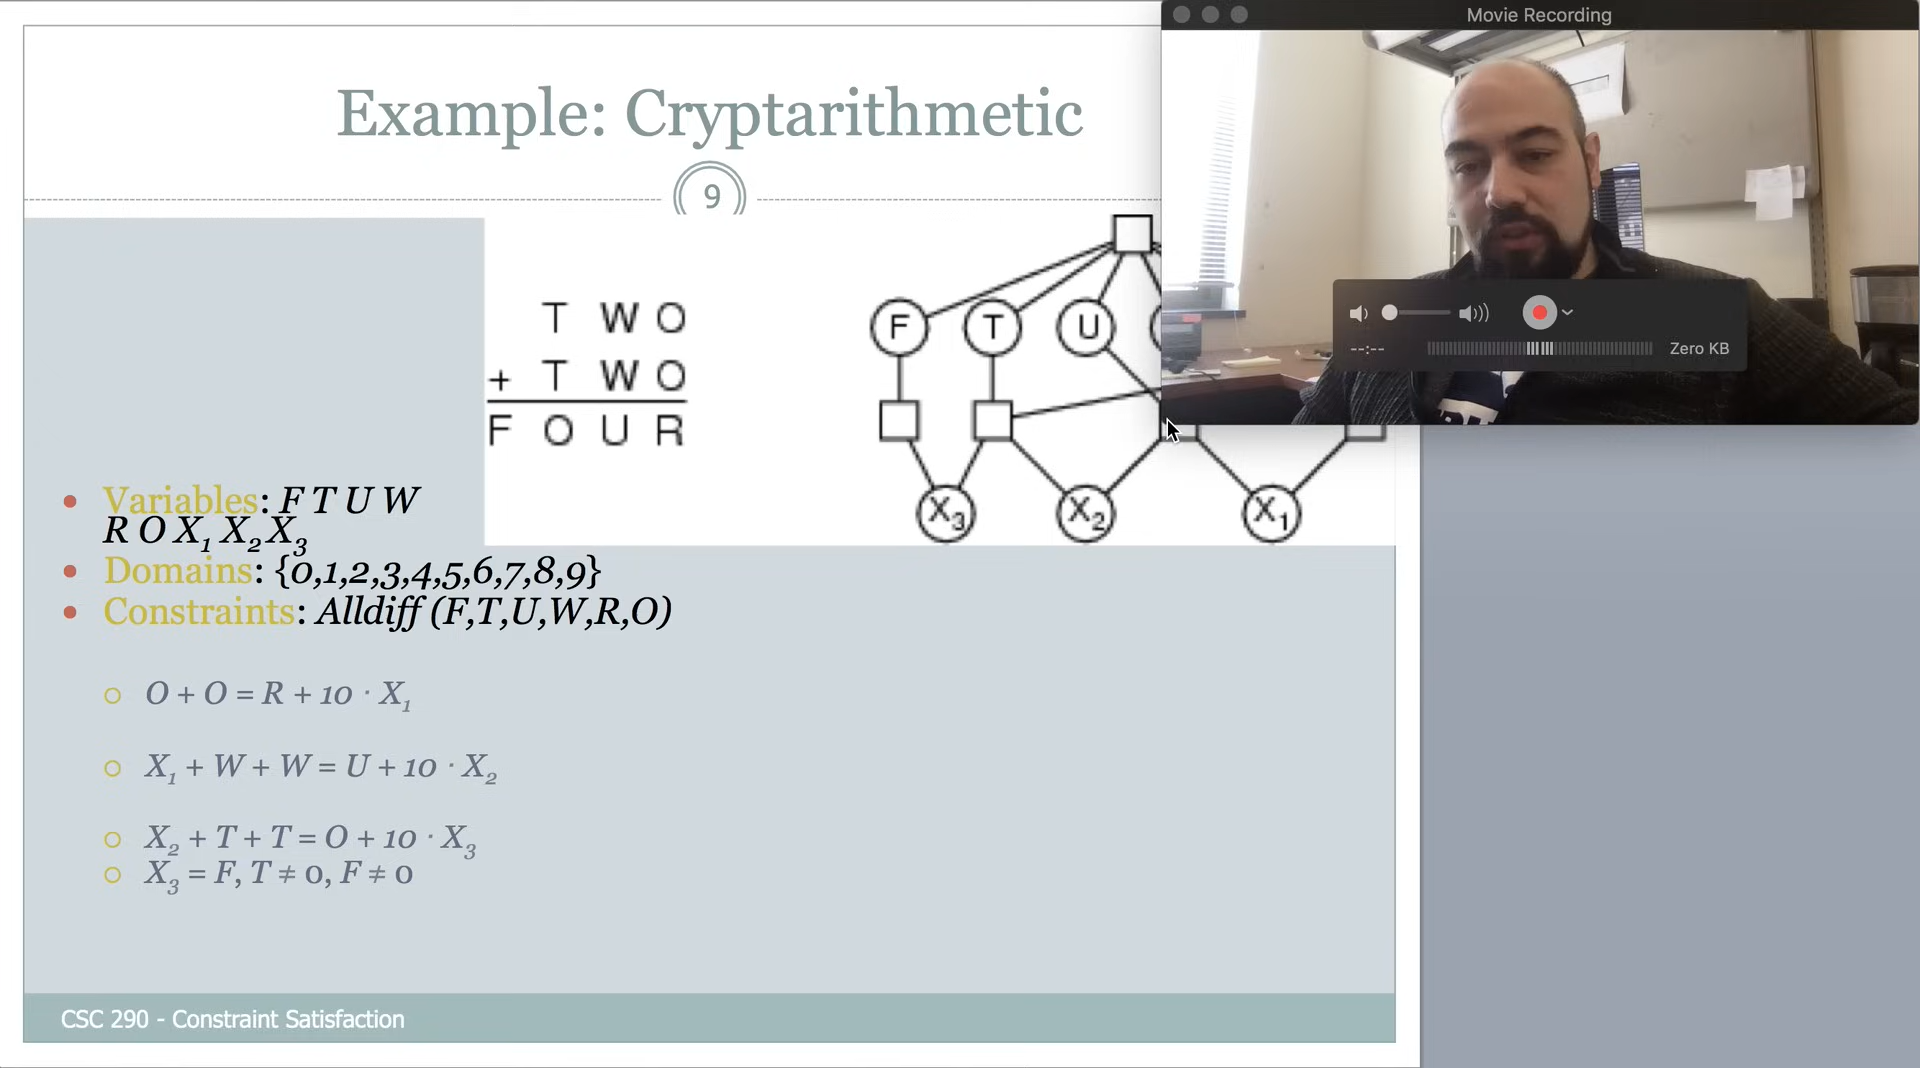 Movie Recording
Example: Cryptarithmetic
9
T W O
+ T W O
F O U R
F T U
X3 X2 X1
--:-- Zero KB
• Variables: F T U W
R O X1 X2 X3
• Domains: {0,1,2,3,4,5,6,7,8,9}
• Constraints: Alldiff (F,T,U,W,R,O)
○ O + O = R + 10 · X1
○ X1 + W + W = U + 10 · X2
○ X2 + T + T = O + 10 · X3
○ X3 = F, T ≠ 0, F ≠ 0
CSC 290 - Constraint Satisfaction